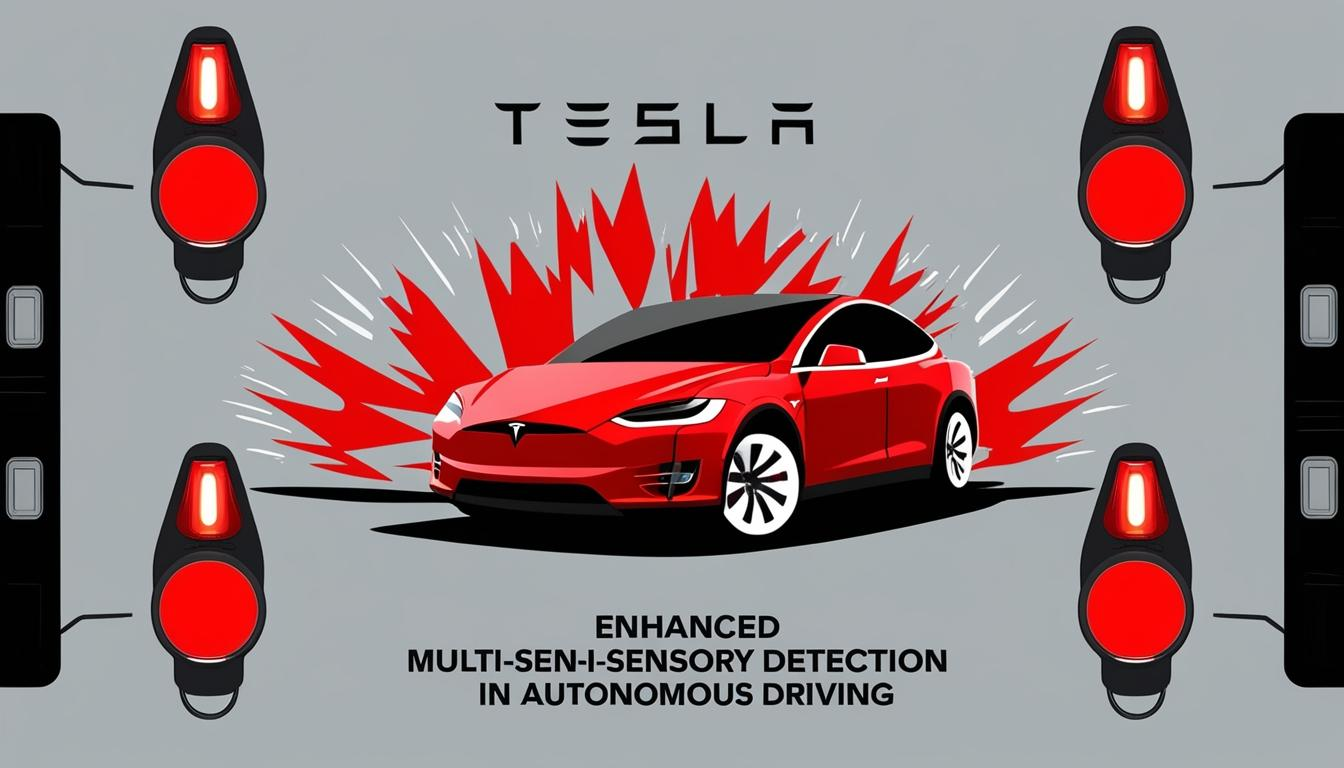 TESLA
ENHANCED
MULTI-SEN-I-SENSORY DETECTION
IN AUTONOMOUS DRIVING